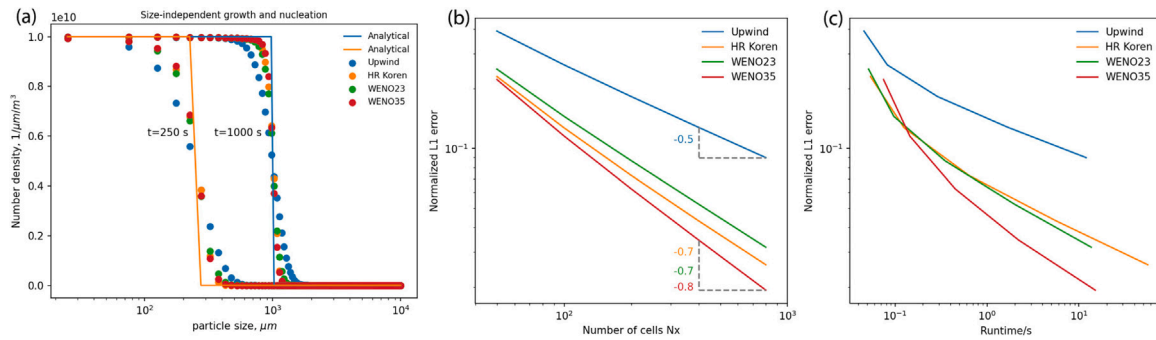 (a)
Size-independent growth and nucleation
1e10
Number density, 1/μm/m³
1.0
0.8
0.6
0.4
0.2
0.0
t=250 s
t=1000 s
Analytical
Analytical
Upwind
HR Koren
WENO23
WENO35
10²
10³
10⁴
particle size, μm
(b)
Normalized L1 error
10⁻¹
Upwind
HR Koren
WENO23
WENO35
-0.5
-0.7
-0.7
-0.8
10²
10³
Number of cells Nx
(c)
Normalized L1 error
10⁻¹
Upwind
HR Koren
WENO23
WENO35
10⁻¹
10⁰
10¹
Runtime/s